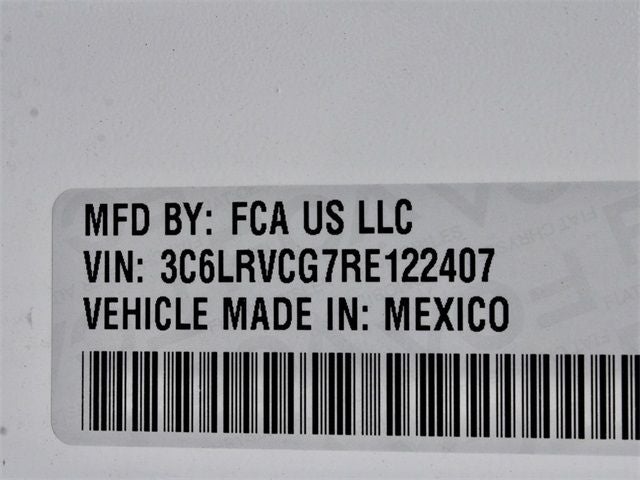 MFD BY: FCA US LLC
VIN: 3C6LRVCG7RE122407
VEHICLE MADE IN: MEXICO